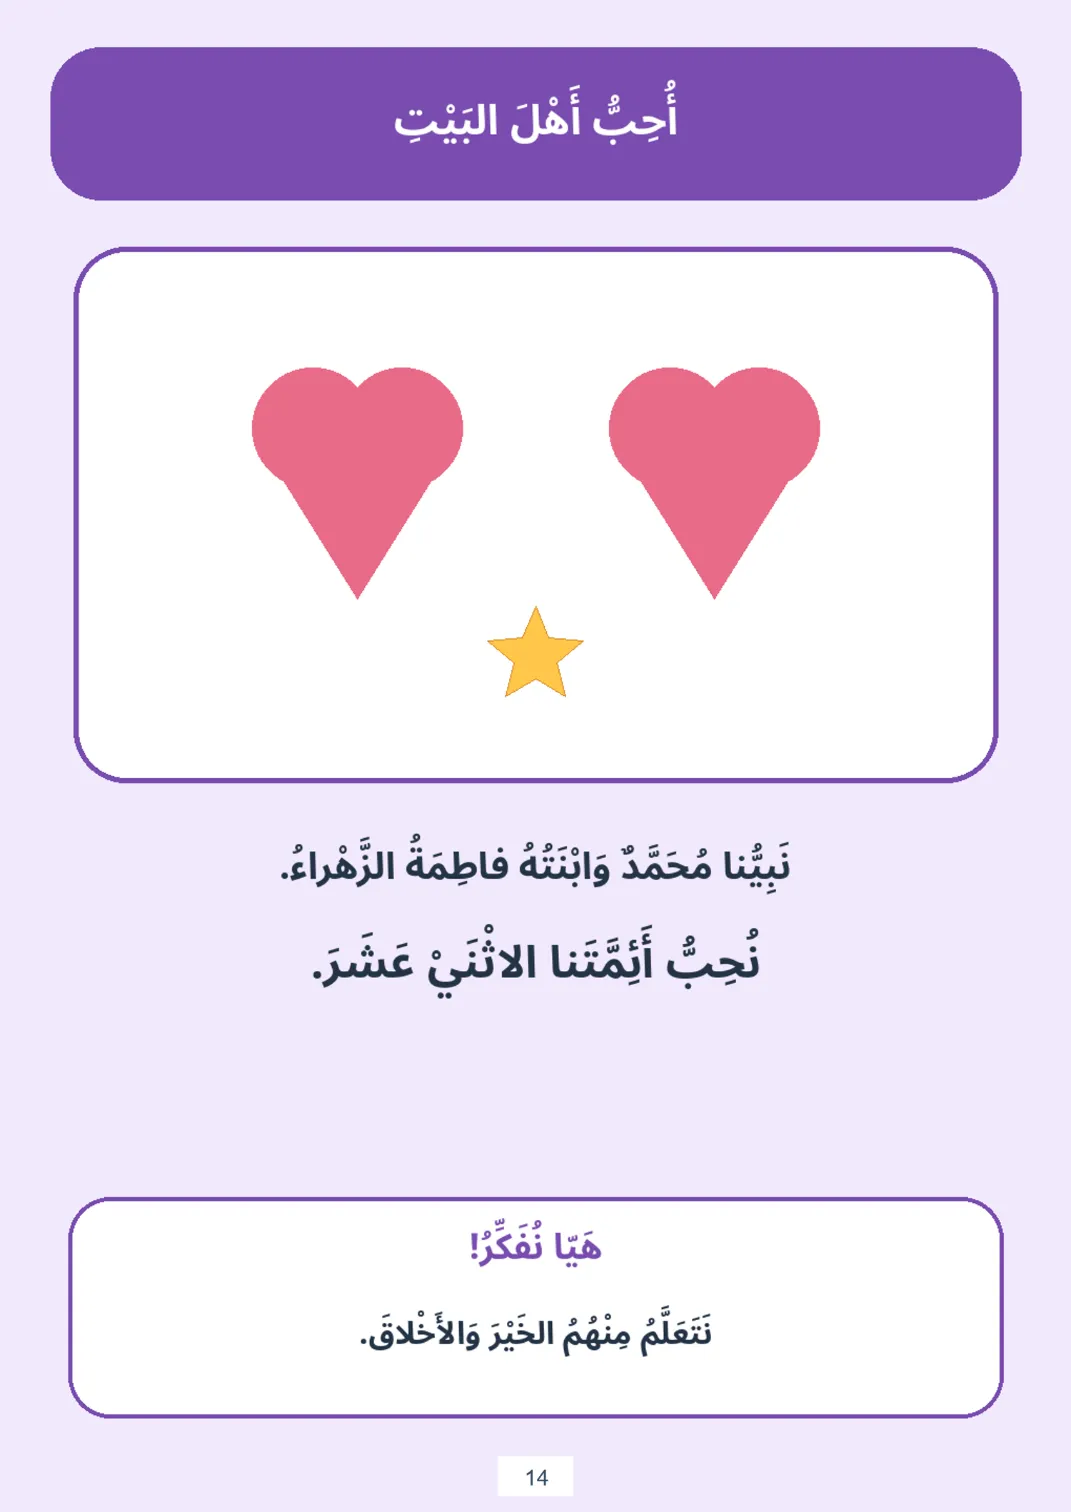 أُحِبُّ أَهْلَ البَيْتِ
نَبِيُّنا مُحَمَّدٌ وَابْنَتُهُ فاطِمَةُ الزَّهْراءُ.
نُحِبُّ أَئِمَّتَنا الاثْنَيْ عَشَرَ.
هَيّا نُفَكِّرُ!
نَتَعَلَّمُ مِنْهُمُ الخَيْرَ وَالأَخْلاقَ.
14